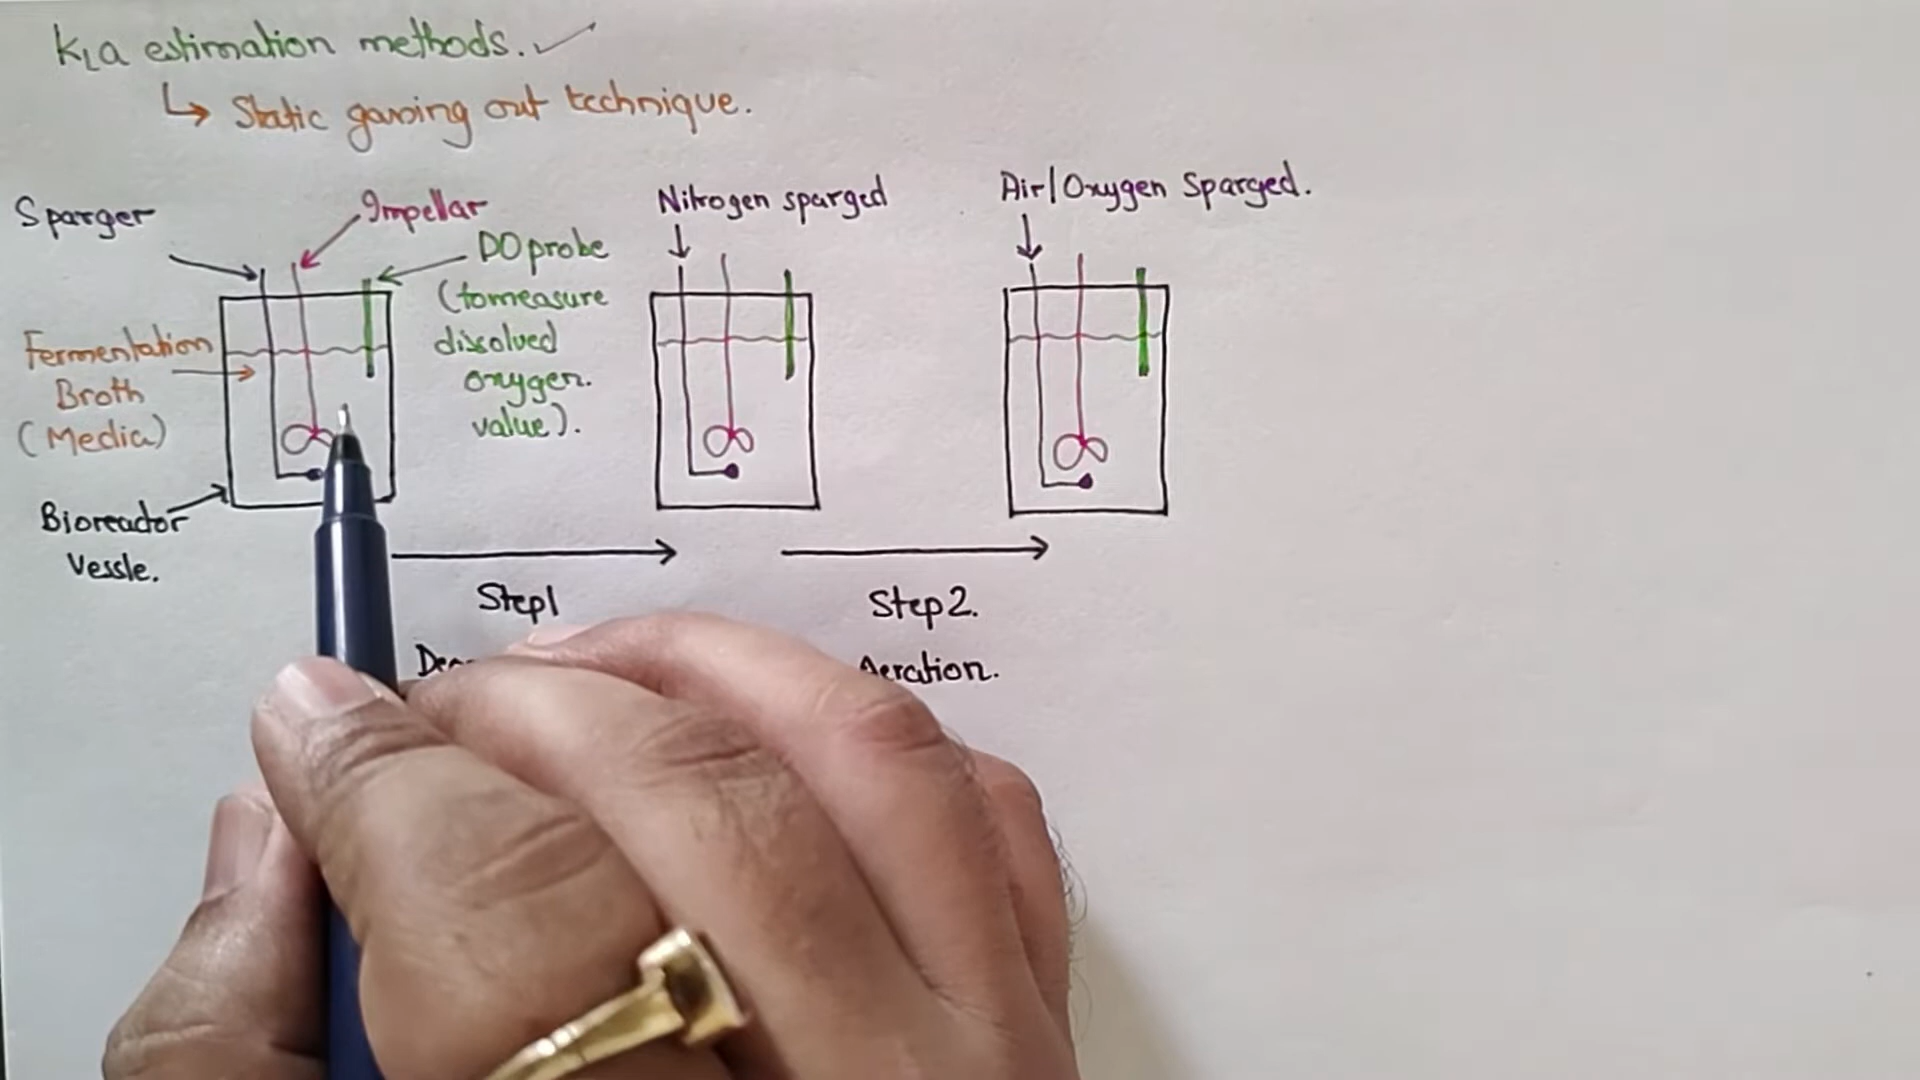 KLa estimation methods.
↳ Static gassing out technique.
Sparger
Impellar
DO probe
(to measure
dissolved
oxygen.
value).
Fermentation
Broth
(Media)
Bioreactor
Vessle.
Nitrogen sparged
Air/Oxygen Sparged.
Step1
Step2.
Aeration.